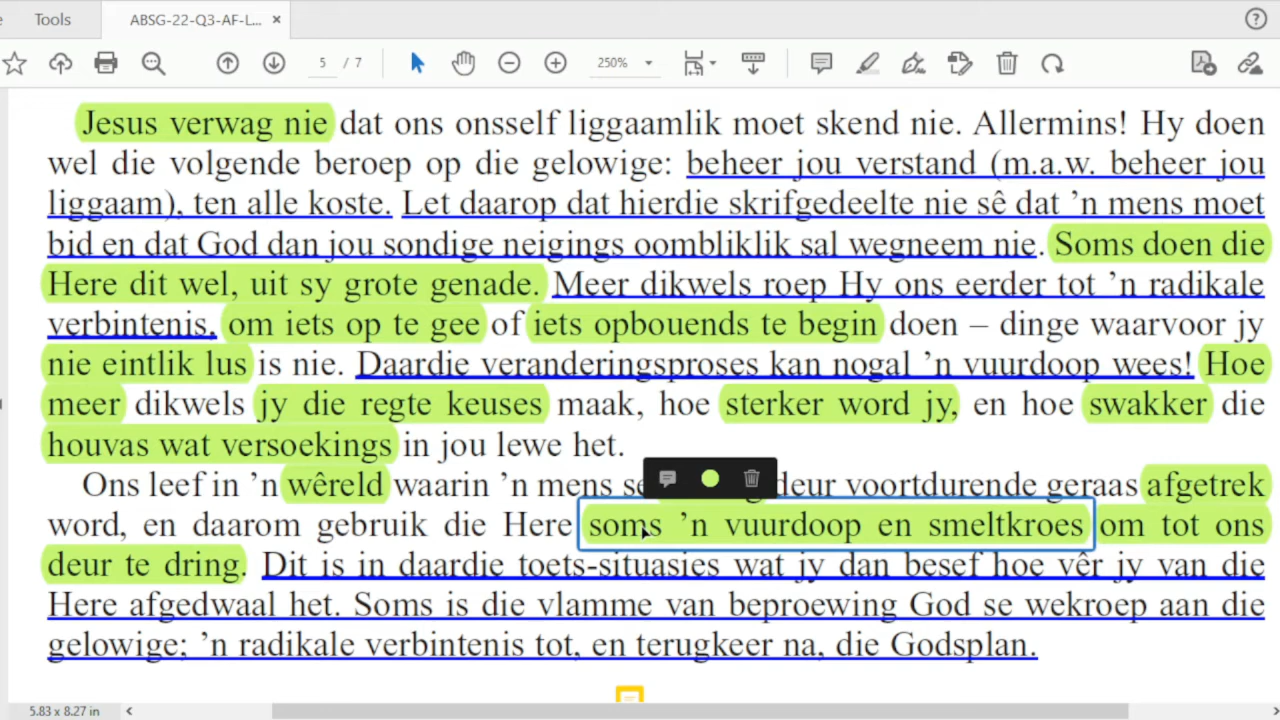 Tools
ABSG-22-Q3-AF-L... ×
5 / 7
250%
Jesus verwag nie dat ons onsself liggaamlik moet skend nie. Allermins! Hy doen
wel die volgende beroep op die gelowige: beheer jou verstand (m.a.w. beheer jou
liggaam), ten alle koste. Let daarop dat hierdie skrifgedeelte nie sê dat ’n mens moet
bid en dat God dan jou sondige neigings oombliklik sal wegneem nie. Soms doen die
Here dit wel, uit sy grote genade. Meer dikwels roep Hy ons eerder tot ’n radikale
verbintenis, om iets op te gee of iets opbouends te begin doen – dinge waarvoor jy
nie eintlik lus is nie. Daardie veranderingsproses kan nogal ’n vuurdoop wees! Hoe
meer dikwels jy die regte keuses maak, hoe sterker word jy, en hoe swakker die
houvas wat versoekings in jou lewe het.
Ons leef in ’n wêreld waarin ’n mens deur voortdurende geraas afgetrek
word, en daarom gebruik die Here soms ’n vuurdoop en smeltkroes om tot ons
deur te dring. Dit is in daardie toets-situasies wat jy dan besef hoe vêr jy van die
Here afgedwaal het. Soms is die vlamme van beproewing God se wekroep aan die
gelowige; ’n radikale verbintenis tot, en terugkeer na, die Godsplan.
5.83 x 8.27 in